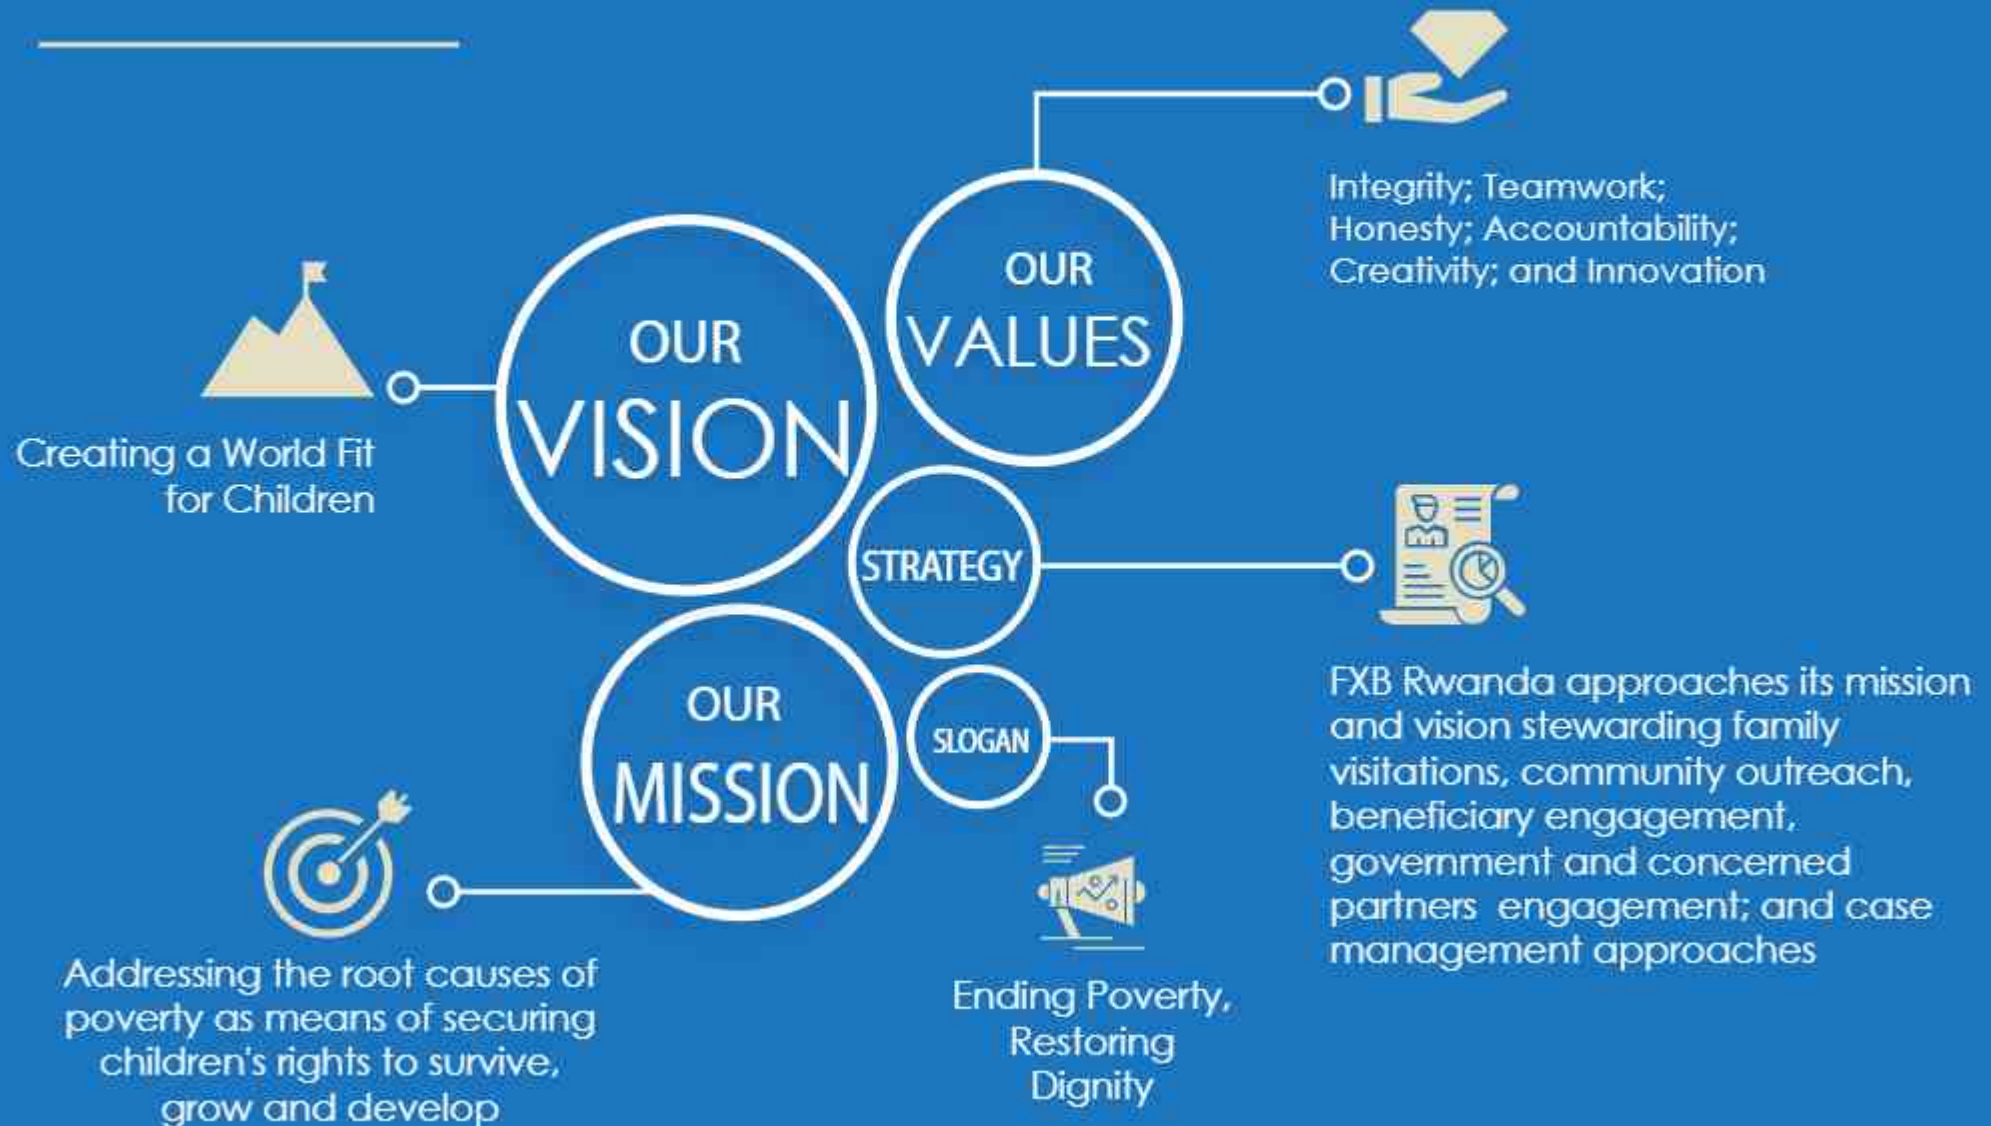 OUR
VISION
Creating a World Fit
for Children
OUR
VALUES
Integrity; Teamwork;
Honesty; Accountability;
Creativity; and Innovation
STRATEGY
FXB Rwanda approaches its mission
and vision stewarding family
visitations, community outreach,
beneficiary engagement,
government and concerned
partners  engagement; and case
management approaches
OUR
MISSION
Addressing the root causes of
poverty as means of securing
children's rights to survive,
grow and develop
SLOGAN
Ending Poverty,
Restoring
Dignity